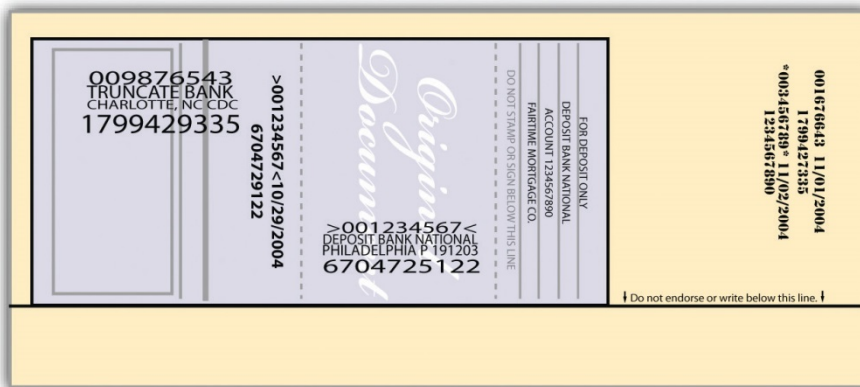 009876543
TRUNCATE BANK
CHARLOTTE, NC CDC
1799429335
>001234567<10/29/2004
6704729122
Original
Document
>001234567<
DEPOSIT BANK NATIONAL
PHILADELPHIA P 191203
6704725122
DO NOT STAMP OR SIGN BELOW THIS LINE
FOR DEPOSIT ONLY
DEPOSIT BANK NATIONAL
ACCOUNT 1234567890
FAIRTIME MORTGAGE CO.
001676643 11/01/2004
1799427335
*003456789* 11/02/2004
1234567890
Do not endorse or write below this line.